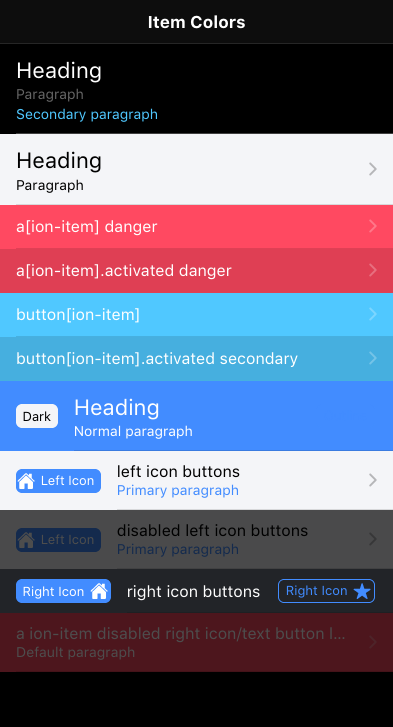 Item Colors
Heading
Paragraph
Secondary paragraph
Heading
Paragraph
a[ion-item] danger
a[ion-item].activated danger
button[ion-item]
button[ion-item].activated secondary
Dark
Heading
Normal paragraph
Left Icon
left icon buttons
Primary paragraph
Left Icon
disabled left icon buttons
Primary paragraph
Right Icon
right icon buttons
Right Icon
a ion-item disabled right icon/text button l...
Default paragraph